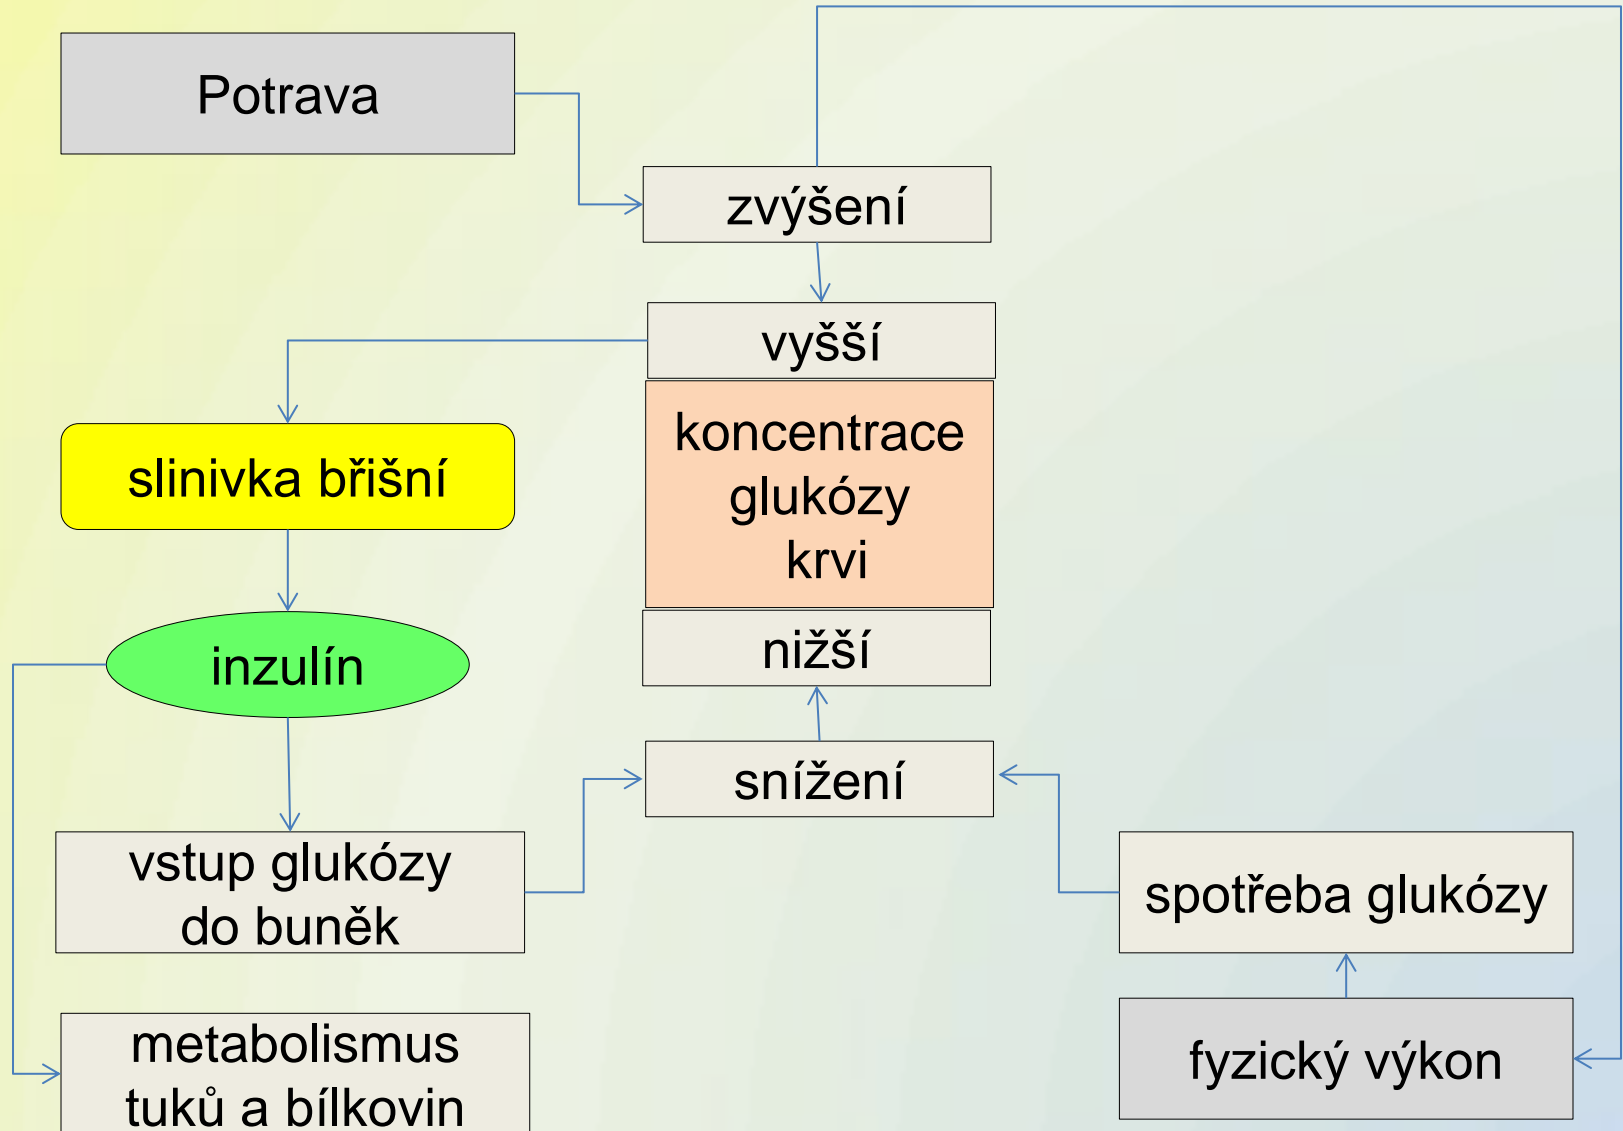 Potrava
zvýšení
vyšší
koncentrace
glukózy
krvi
nižší
snížení
slinivka břišní
inzulín
vstup glukózy
do buněk
metabolismus
tuků a bílkovin
spotřeba glukózy
fyzický výkon